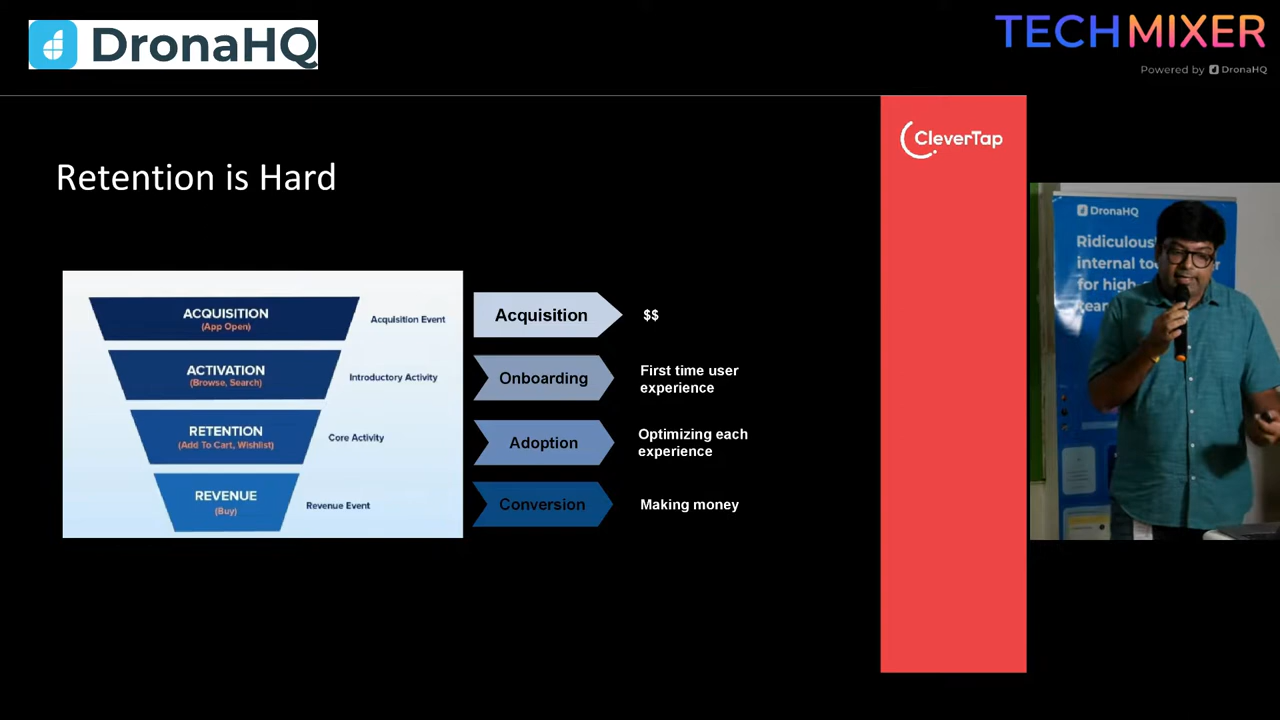 DronaHQ
TECHMIXER
Powered by DronaHQ
CleverTap
Retention is Hard
ACQUISITION
(App Open)
Acquisition Event
ACTIVATION
(Browse, Search)
Introductory Activity
RETENTION
(Add To Cart, Wishlist)
Core Activity
REVENUE
(Buy)
Revenue Event
Acquisition
$$
Onboarding
First time user
experience
Adoption
Optimizing each
experience
Conversion
Making money
DronaHQ
internal
for